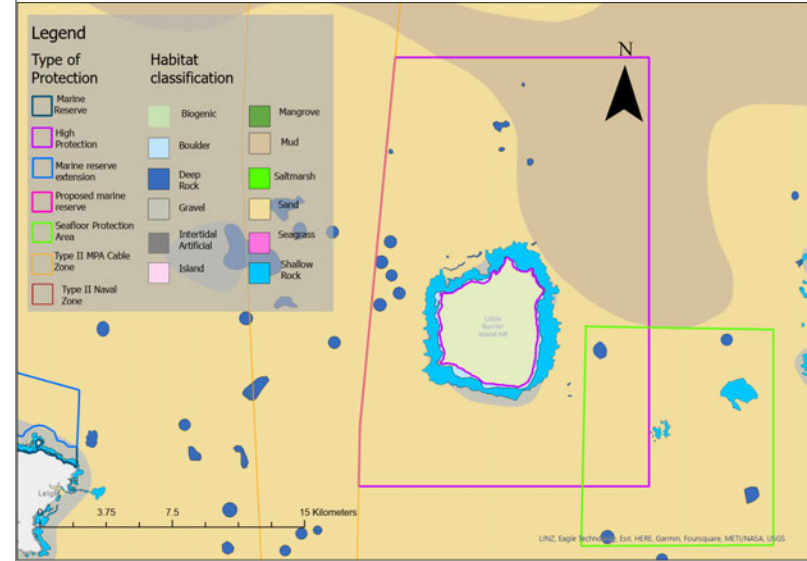 Legend
Type of
Protection
Marine
Reserve
High
Protection
Marine reserve
extension
Proposed marine
reserve
Seafloor Protection
Area
Type II MPA Cable
Zone
Type II Naval
Zone
Habitat
classification
Biogenic
Boulder
Deep
Rock
Gravel
Intertidal
Artificial
Island
Mangrove
Mud
Saltmarsh
Sand
Seagrass
Shallow
Rock
N
Little
Barrier
Island NR
Leigh
0 3.75 7.5 15 Kilometers
LINZ, Eagle Technology, Esri, HERE, Garmin, Foursquare, METI/NASA, USGS